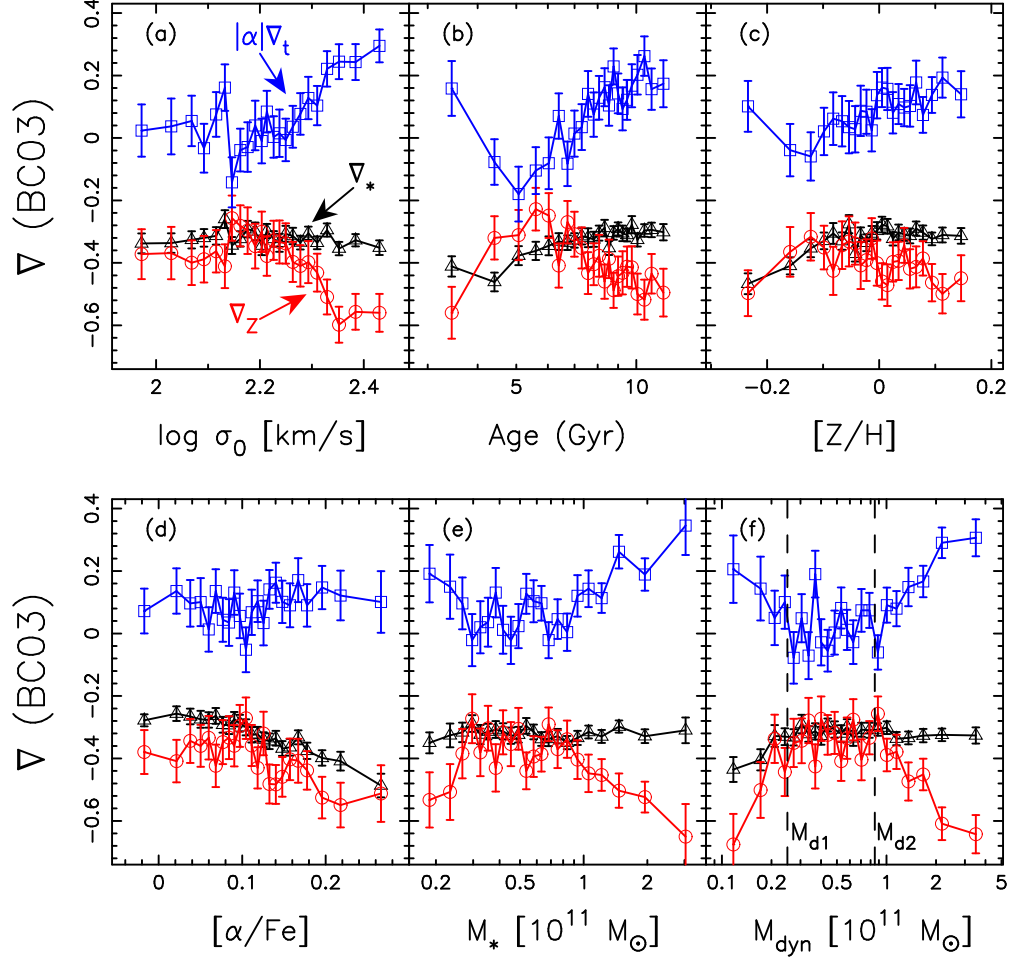 (a)
(b)
(c)
|α|∇t
∇*
∇Z
∇ (BC03)
0.4
0.2
0
−0.2
−0.4
−0.6
2
2.2
2.4
5
10
−0.2
0
0.2
log σ0 [km/s]
Age (Gyr)
[Z/H]
(d)
(e)
(f)
∇ (BC03)
0.4
0.2
0
−0.2
−0.4
−0.6
Md1
Md2
0
0.1
0.2
0.2
0.5
1
2
0.1
0.2
0.5
1
2
5
[α/Fe]
M* [10^11 M⊙]
Mdyn [10^11 M⊙]